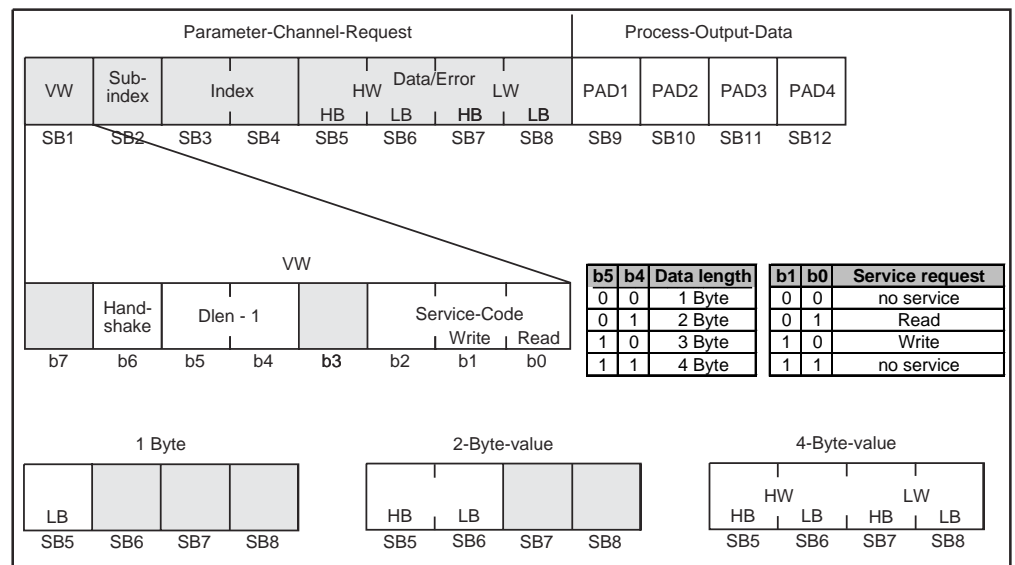 Parameter-Channel-Request Process-Output-Data
VW Sub-index Index Data/Error HW LW PAD1 PAD2 PAD3 PAD4
HB LB HB LB
SB1 SB2 SB3 SB4 SB5 SB6 SB7 SB8 SB9 SB10 SB11 SB12
VW
Hand-shake Dlen - 1 Service-Code
Write Read
b7 b6 b5 b4 b3 b2 b1 b0
b5 b4 Data length
0 0 1 Byte
0 1 2 Byte
1 0 3 Byte
1 1 4 Byte
b1 b0 Service request
0 0 no service
0 1 Read
1 0 Write
1 1 no service
1 Byte
LB
SB5 SB6 SB7 SB8
2-Byte-value
HB LB
SB5 SB6 SB7 SB8
4-Byte-value
HW LW
HB LB HB LB
SB5 SB6 SB7 SB8